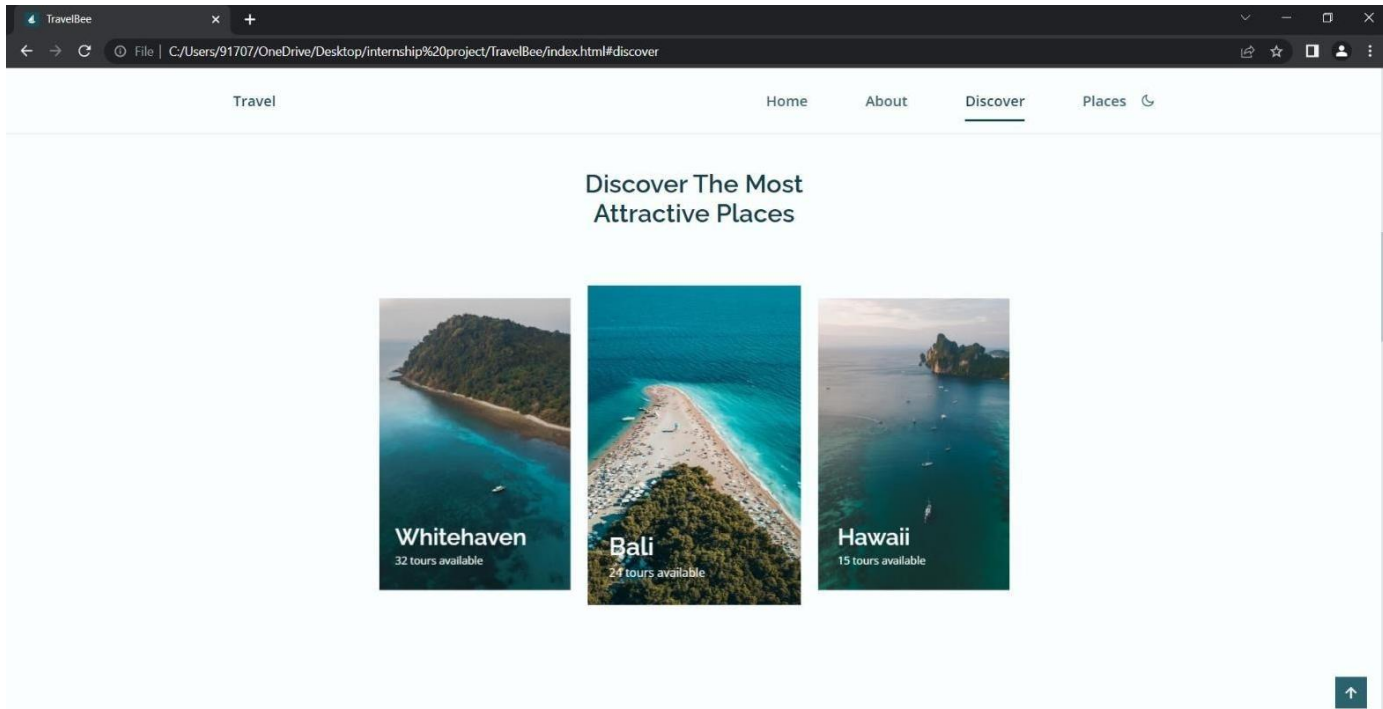 TravelBee
File | C:/Users/91707/OneDrive/Desktop/internship%20project/TravelBee/index.html#discover
Travel Home About Discover Places
Discover The Most
Attractive Places
Whitehaven
32 tours available
Bali
24 tours available
Hawaii
15 tours available